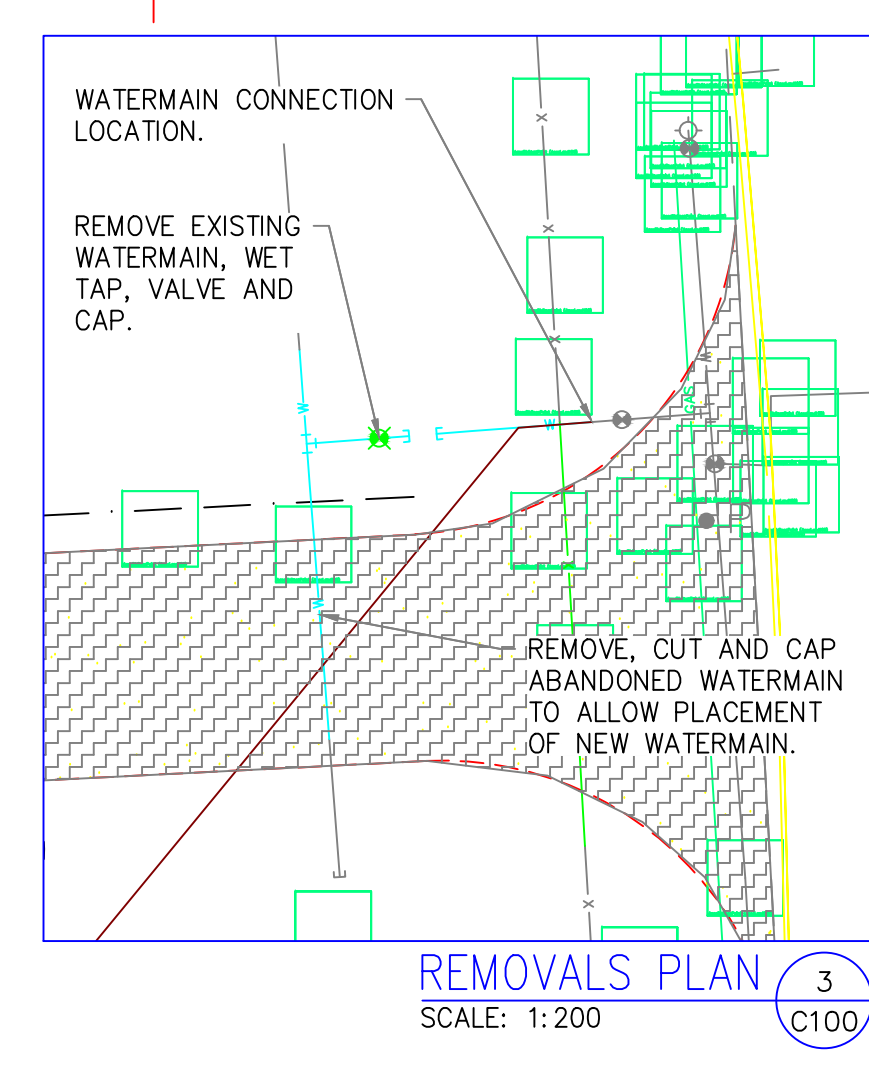 WATERMAIN CONNECTION
LOCATION.
REMOVE EXISTING
WATERMAIN, WET
TAP, VALVE AND
CAP.
X
X
X
W
W
W
GAS
W
X
REMOVE, CUT AND CAP
ABANDONED WATERMAIN
TO ALLOW PLACEMENT
OF NEW WATERMAIN.
X
REMOVALS PLAN
SCALE: 1:200
3
C100